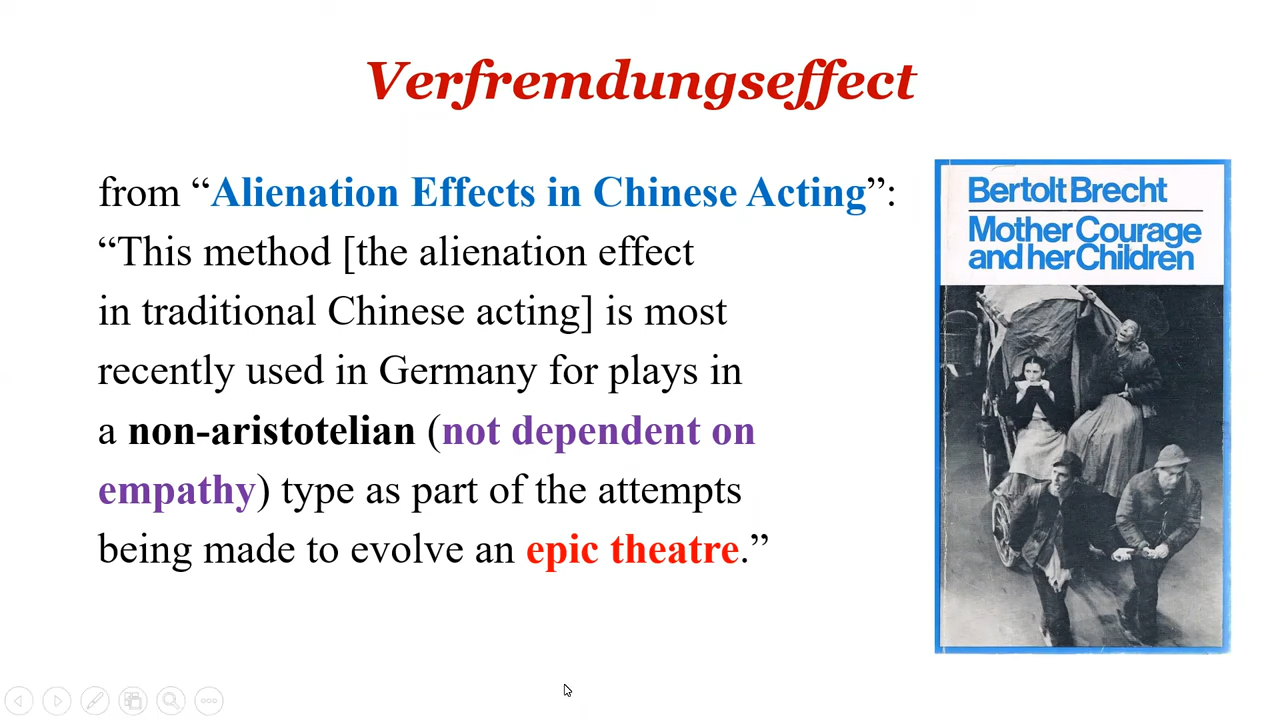 Verfremdungseffect
from “Alienation Effects in Chinese Acting”:
“This method [the alienation effect
in traditional Chinese acting] is most
recently used in Germany for plays in
a non-aristotelian (not dependent on
empathy) type as part of the attempts
being made to evolve an epic theatre.”
Bertolt Brecht
Mother Courage
and her Children